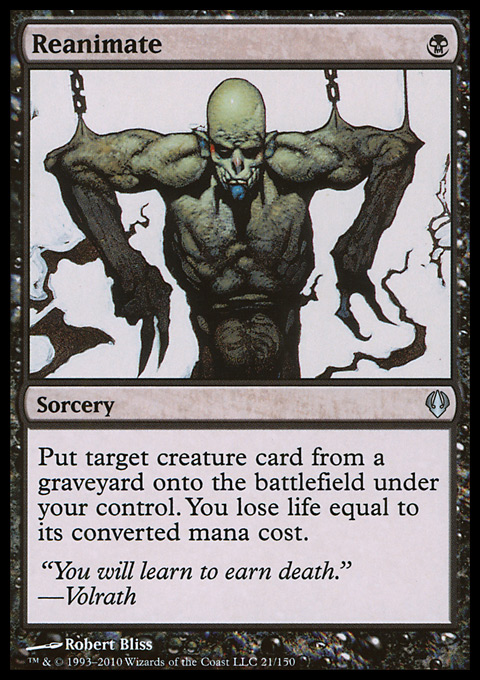 Reanimate
Sorcery
Put target creature card from a
graveyard onto the battlefield under
your control. You lose life equal to
its converted mana cost.
“You will learn to earn death.”
—Volrath
Robert Bliss
™ & © 1993–2010 Wizards of the Coast LLC 21/150